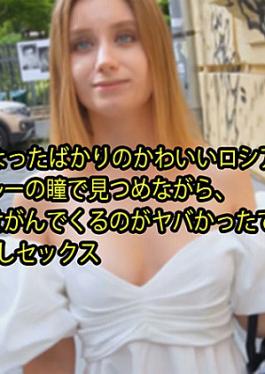 ったばかりのかわいいロシア
ーの瞳で見つめながら、
がんでくるのがヤバかった
しセックス